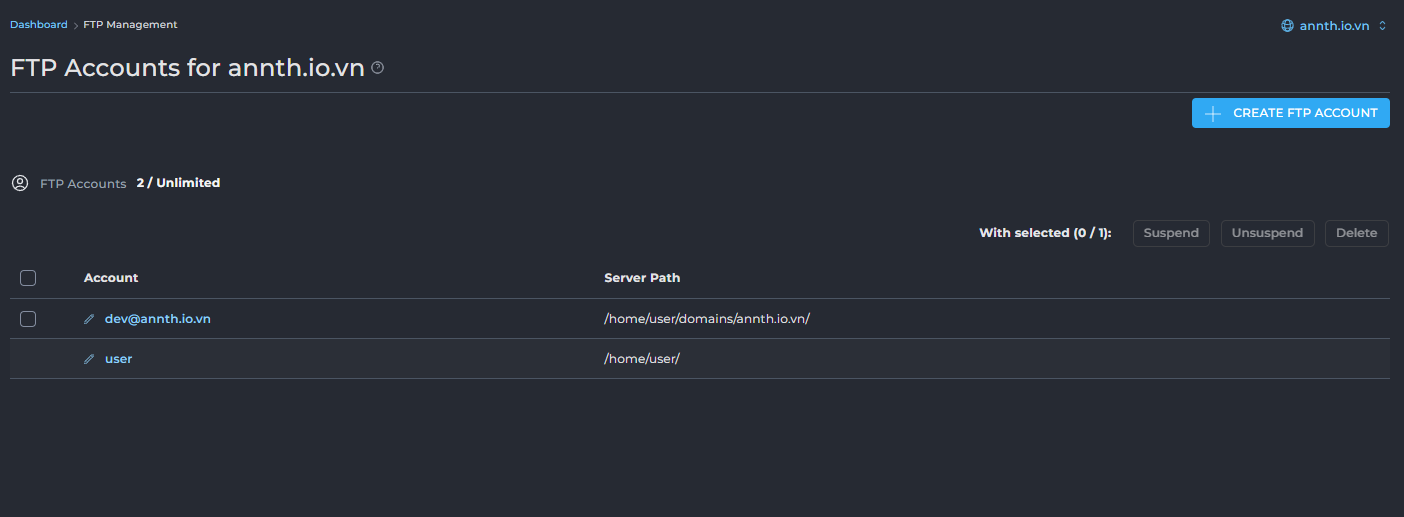 Dashboard > FTP Management
annth.io.vn
FTP Accounts for annth.io.vn
CREATE FTP ACCOUNT
FTP Accounts 2 / Unlimited
With selected (0 / 1): Suspend Unsuspend Delete
Account Server Path
dev@annth.io.vn /home/user/domains/annth.io.vn/
user /home/user/